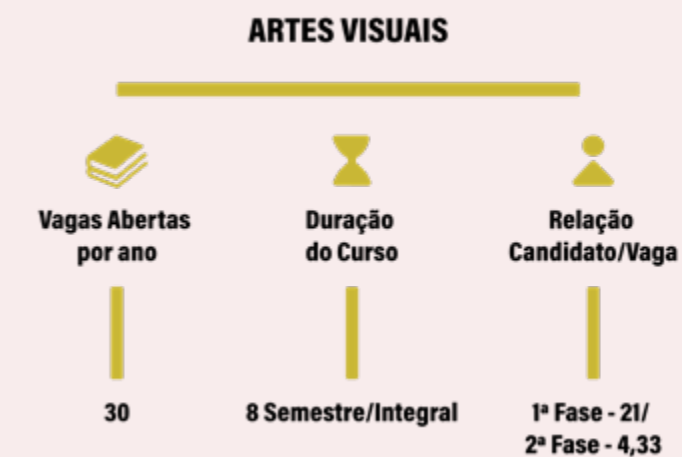 ARTES VISUAIS
Vagas Abertas
por ano
Duração
do Curso
Relação
Candidato/Vaga
30
8 Semestre/Integral
1ª Fase - 21/
2ª Fase - 4,33